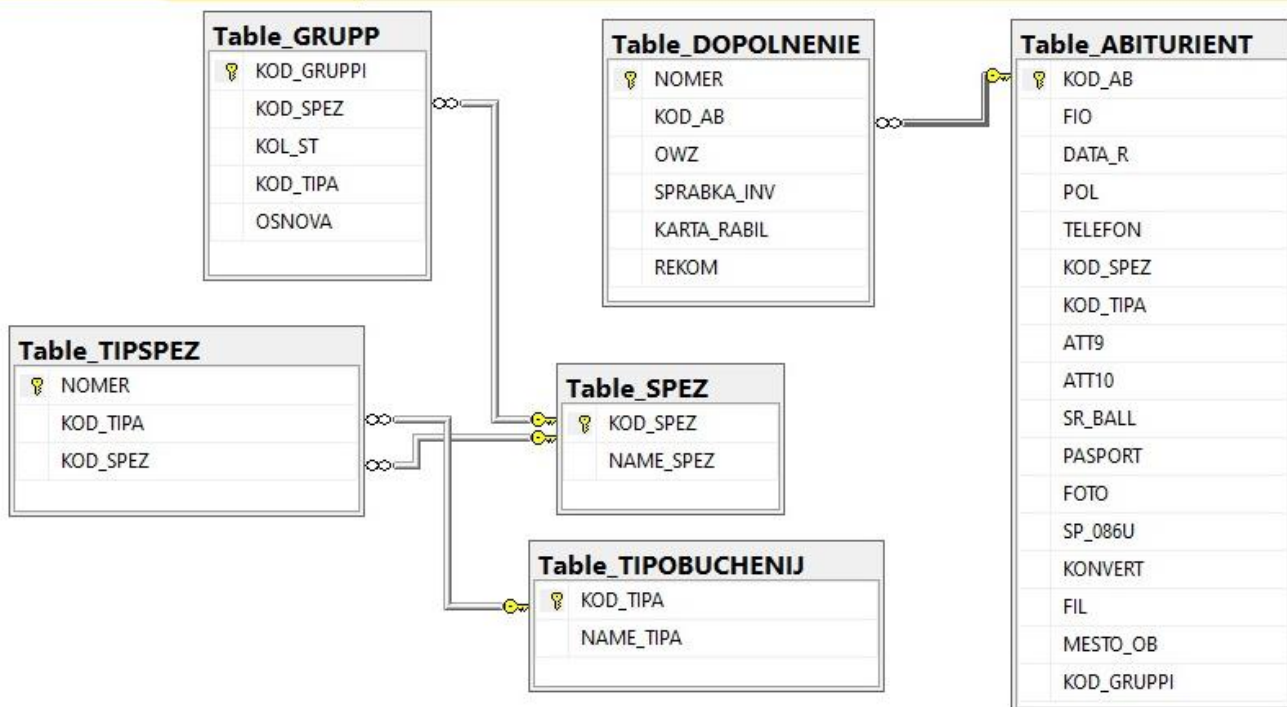 Table_GRUPP
KOD_GRUPPI
KOD_SPEZ
KOL_ST
KOD_TIPA
OSNOVA
Table_DOPOLNENIE
NOMER
KOD_AB
OWZ
SPRABKA_INV
KARTA_RABIL
REKOM
Table_ABITURIENT
KOD_AB
FIO
DATA_R
POL
TELEFON
KOD_SPEZ
KOD_TIPA
ATT9
ATT10
SR_BALL
PASPORT
FOTO
SP_086U
KONVERT
FIL
MESTO_OB
KOD_GRUPPI
Table_TIPSPEZ
NOMER
KOD_TIPA
KOD_SPEZ
Table_SPEZ
KOD_SPEZ
NAME_SPEZ
Table_TIPOBUCHENIJ
KOD_TIPA
NAME_TIPA